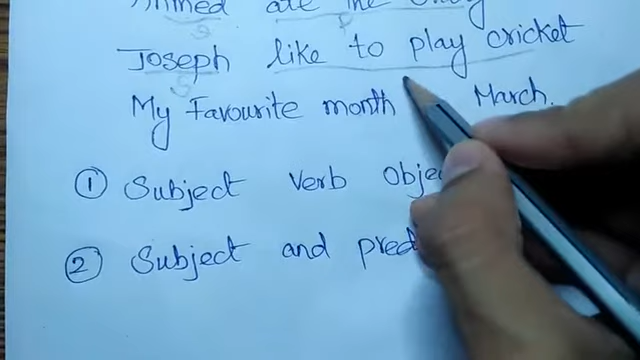 ate the
Joseph like to play cricket
My Favourite month March.
① Subject Verb
② Subject and